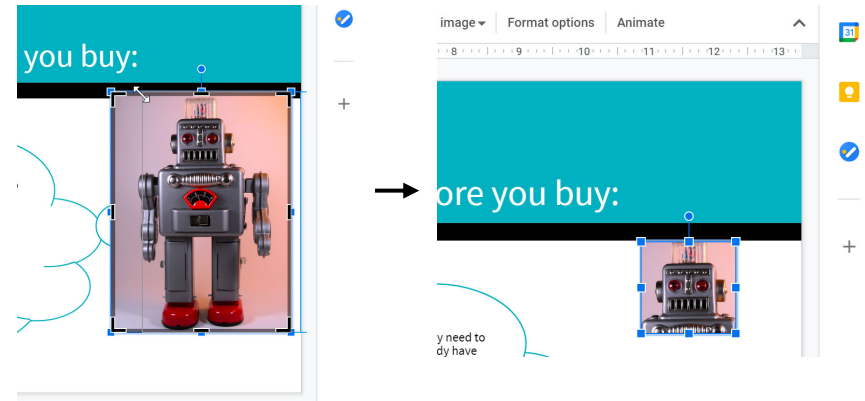 you buy:
image Format options Animate
8 9 10 11 12 13
31
ore you buy:
y need to
dy have